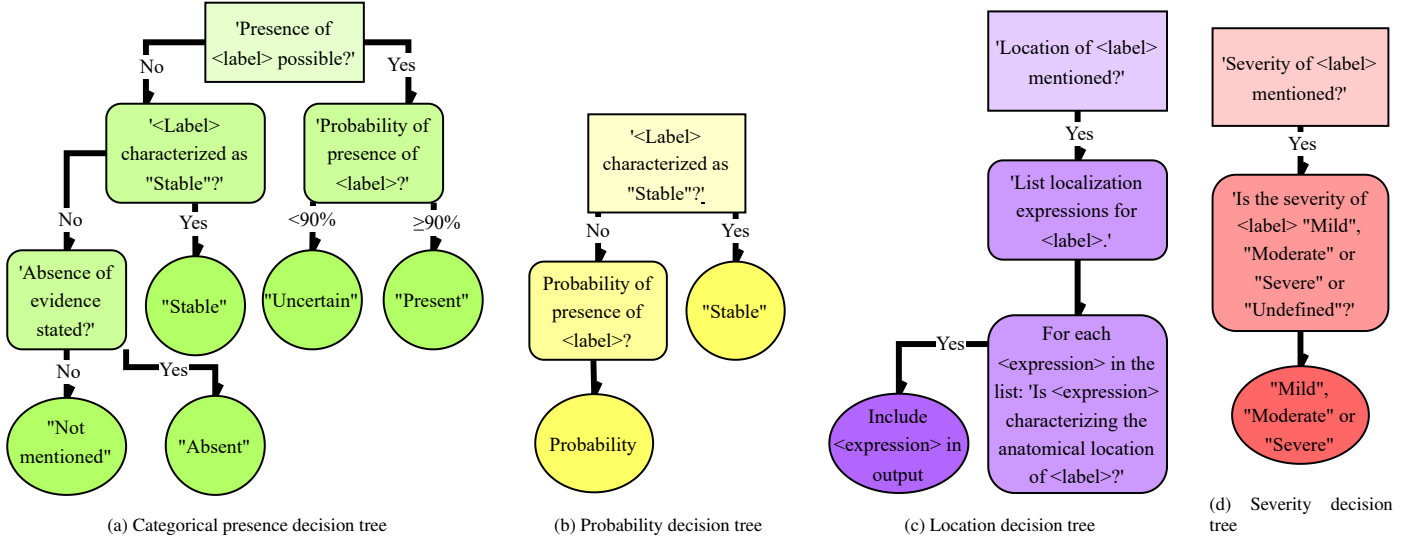 'Presence of
<label> possible?'
No
Yes
'<Label>
characterized as
"Stable"?'
'Probability of
presence of
<label>?'
No
Yes
<90%
≥90%
'Absence of
evidence
stated?'
"Stable"
"Uncertain"
"Present"
No
Yes
"Not
mentioned"
"Absent"
(a) Categorical presence decision tree
'<Label>
characterized as
"Stable"?'
No
Yes
Probability of
presence of
<label>?
"Stable"
Probability
(b) Probability decision tree
'Location of <label>
mentioned?'
Yes
'List localization
expressions for
<label>.'
For each
<expression> in the
list: 'Is <expression>
characterizing the
anatomical location
of <label>?'
Yes
Include
<expression> in
output
(c) Location decision tree
'Severity of <label>
mentioned?'
Yes
'Is the severity of
<label> "Mild",
"Moderate" or
"Severe" or
"Undefined"?'
"Mild",
"Moderate" or
"Severe"
(d) Severity decision
tree